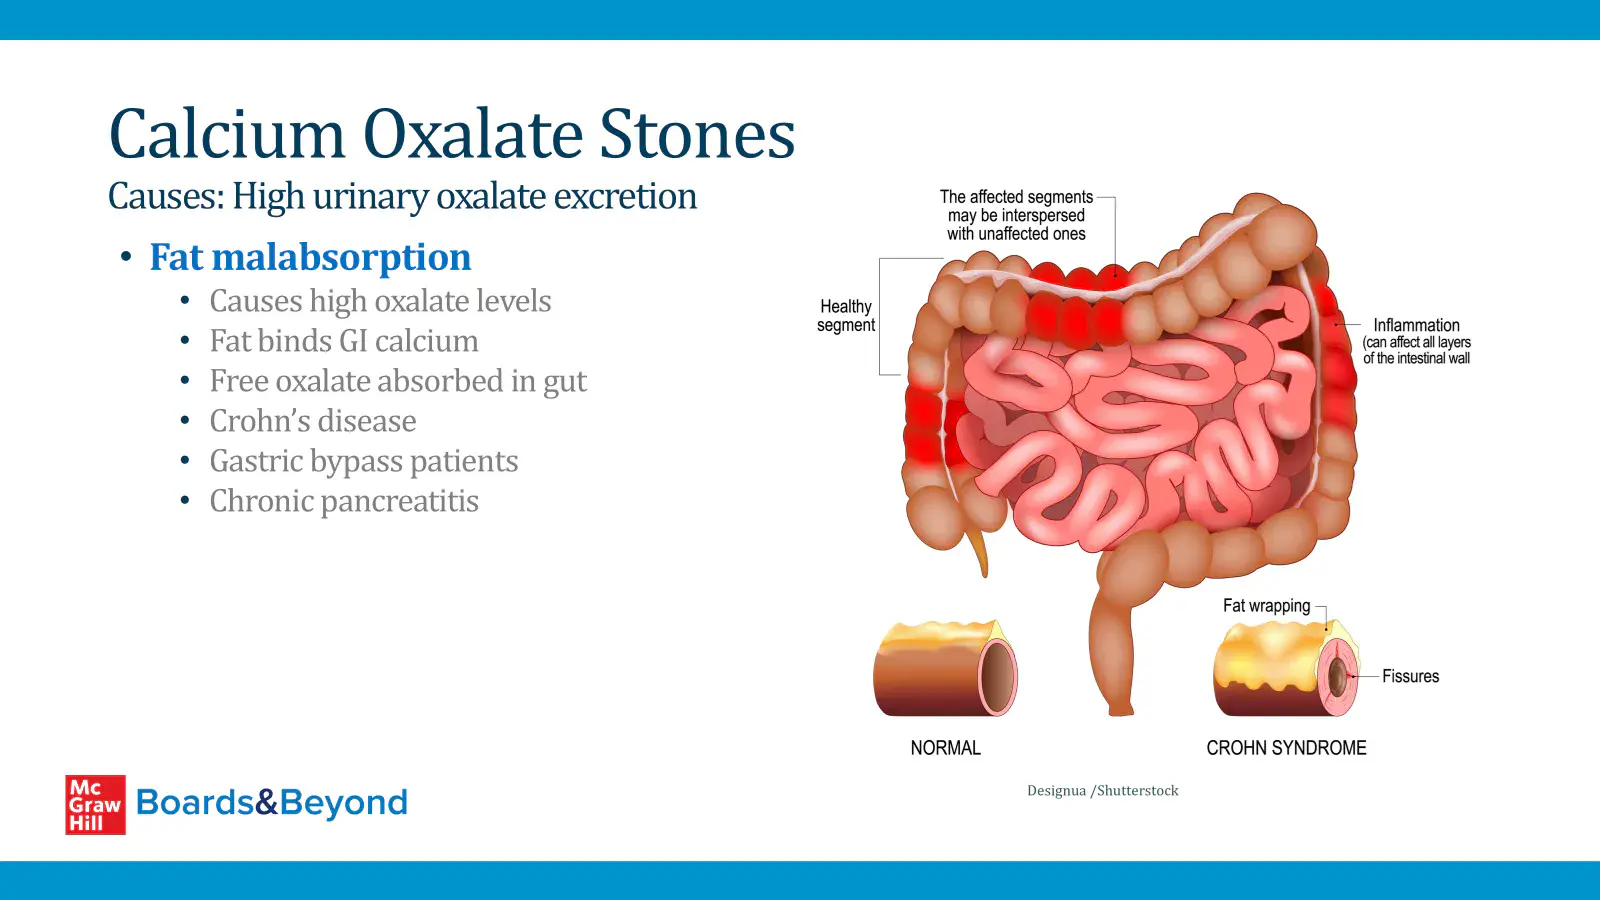 Calcium Oxalate Stones
Causes: High urinary oxalate excretion
• Fat malabsorption
• Causes high oxalate levels
• Fat binds GI calcium
• Free oxalate absorbed in gut
• Crohn’s disease
• Gastric bypass patients
• Chronic pancreatitis
The affected segments
may be interspersed
with unaffected ones
Healthy
segment
Inflammation
(can affect all layers
of the intestinal wall
Fat wrapping
Fissures
NORMAL
CROHN SYNDROME
Designua /Shutterstock
Mc
Graw
Hill
Boards&Beyond